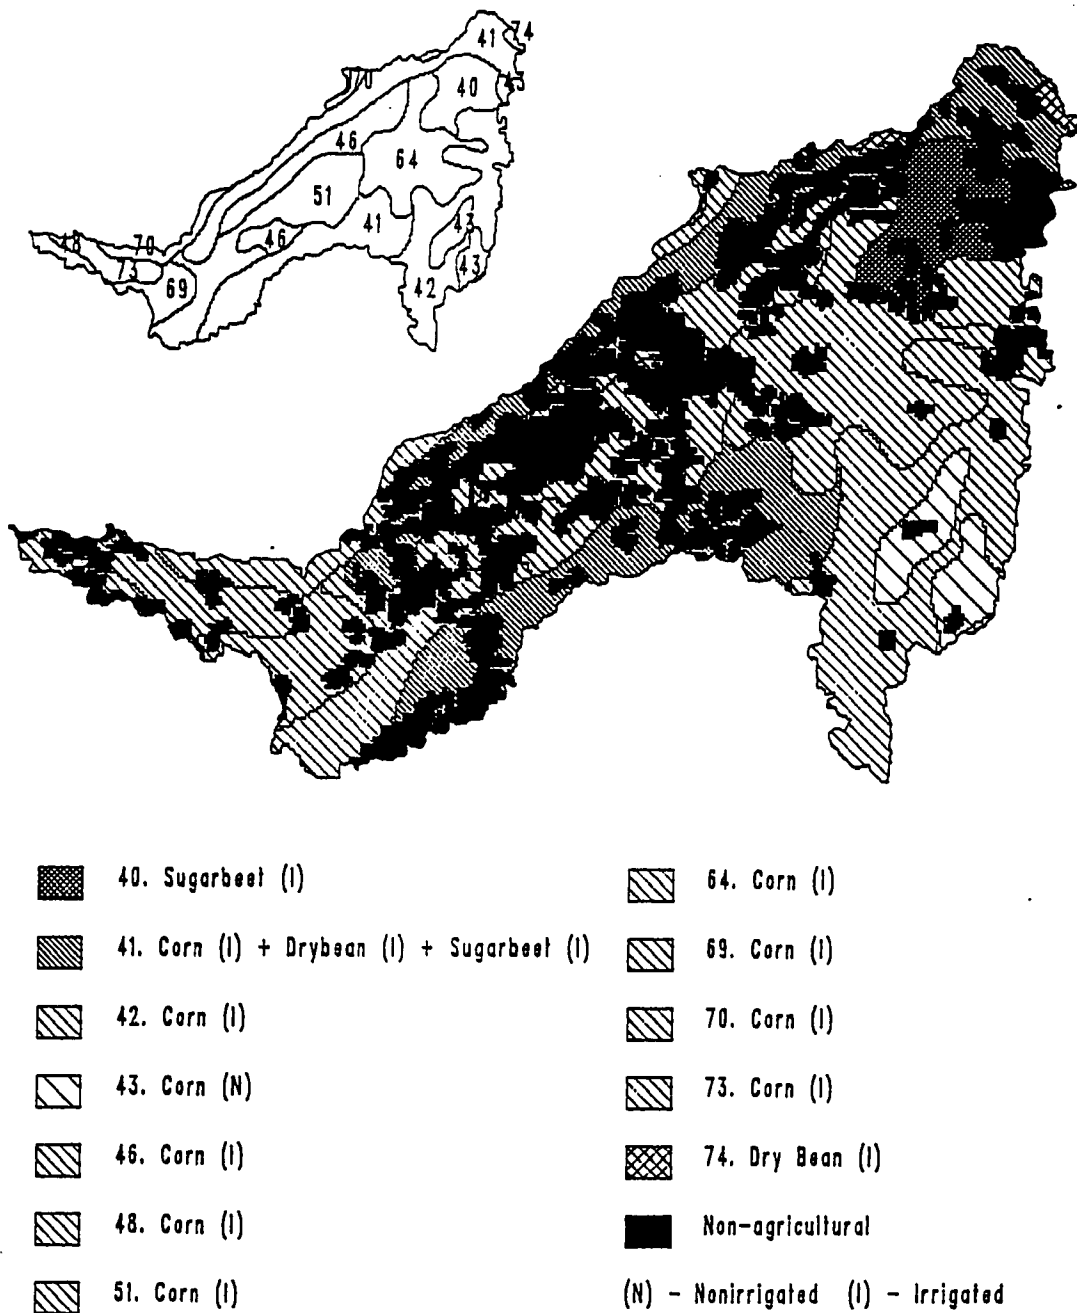 74
41
70
40
43
46
64
51
41
43
46
48
70
73
43
69
42
40. Sugarbeet (I)
41. Corn (I) + Drybean (I) + Sugarbeet (I)
42. Corn (I)
43. Corn (N)
46. Corn (I)
48. Corn (I)
51. Corn (I)
64. Corn (I)
69. Corn (I)
70. Corn (I)
73. Corn (I)
74. Dry Bean (I)
Non-agricultural
(N) - Nonirrigated (I) - Irrigated